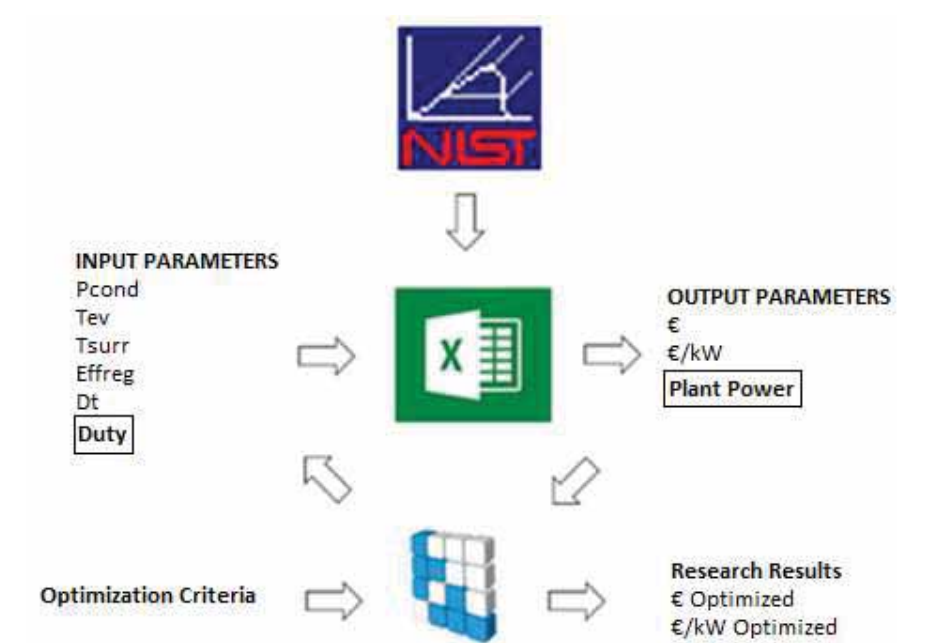 NIST
INPUT PARAMETERS
Pcond
Tev
Tsurr
Effreg
Dt
Duty
X
OUTPUT PARAMETERS
€
€/kW
Plant Power
Optimization Criteria
Research Results
€ Optimized
€/kW Optimized